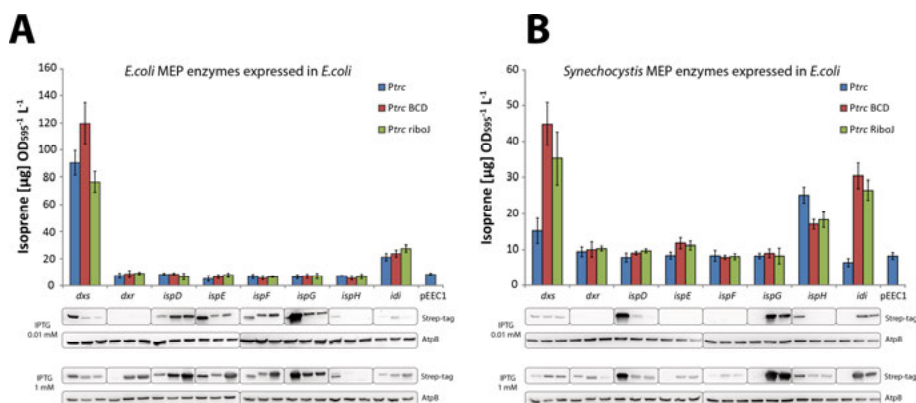 A
E.coli MEP enzymes expressed in E.coli
Isoprene [µg] OD595⁻¹ L⁻¹
160
140
120
100
80
60
40
20
0
Ptrc
Ptrc BCD
Ptrc riboJ
dxs dxr ispD ispE ispF ispG ispH idi pEEC1
IPTG
0.01 mM
Strep-tag
AtpB
IPTG
1 mM
Strep-tag
AtpB
B
Synechocystis MEP enzymes expressed in E.coli
Isoprene [µg] OD595⁻¹ L⁻¹
60
50
40
30
20
10
0
Ptrc
Ptrc BCD
Ptrc RiboJ
dxs dxr ispD ispE ispF ispG ispH idi pEEC1
IPTG
0.01 mM
Strep-tag
AtpB
IPTG
1 mM
Strep-tag
AtpB